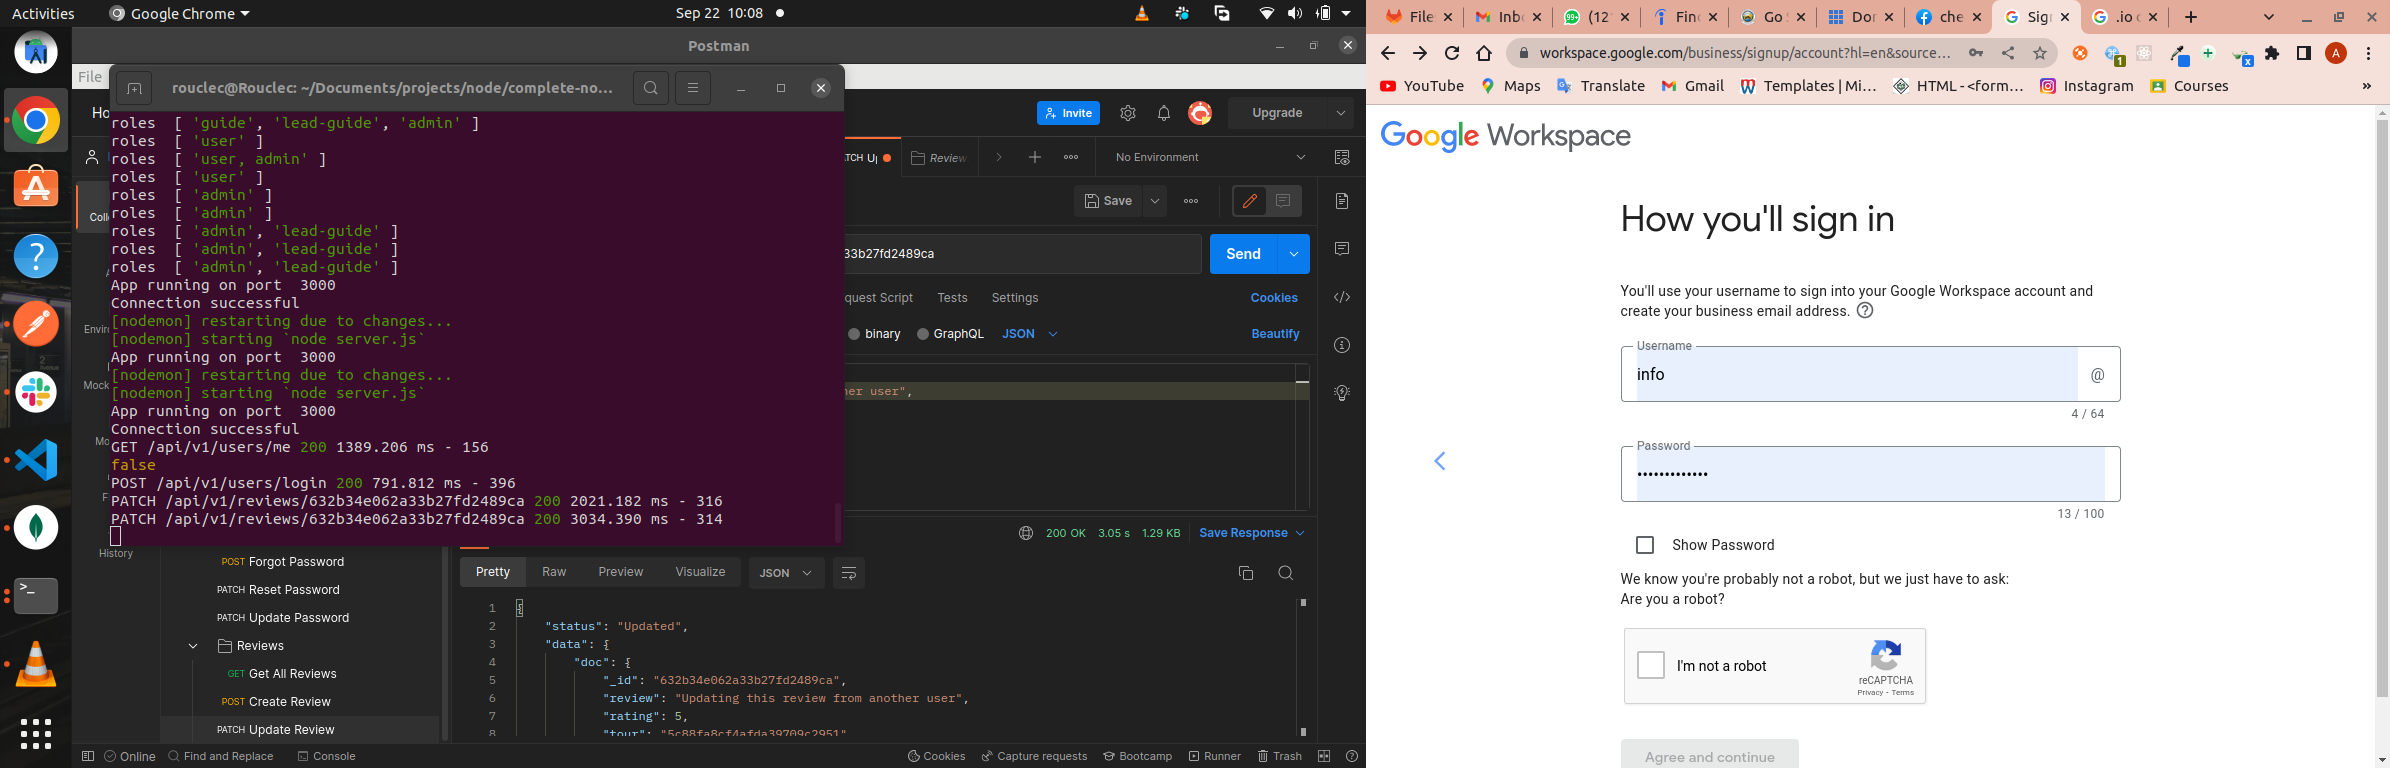 Activities
Google Chrome
Sep 22 10:08
Postman
File
rouclec@Rouclec: ~/Documents/projects/node/complete-no...
roles [ 'guide', 'lead-guide', 'admin' ]
roles [ 'user' ]
roles [ 'user, admin' ]
roles [ 'user' ]
roles [ 'admin' ]
roles [ 'admin' ]
roles [ 'admin', 'lead-guide' ]
roles [ 'admin', 'lead-guide' ]
roles [ 'admin', 'lead-guide' ]
App running on port 3000
Connection successful
[nodemon] restarting due to changes...
[nodemon] starting `node server.js`
App running on port 3000
[nodemon] restarting due to changes...
[nodemon] starting `node server.js`
App running on port 3000
Connection successful
GET /api/v1/users/me 200 1389.206 ms - 156
false
POST /api/v1/users/login 200 791.812 ms - 396
PATCH /api/v1/reviews/632b34e062a33b27fd2489ca 200 2021.182 ms - 316
PATCH /api/v1/reviews/632b34e062a33b27fd2489ca 200 3034.390 ms - 314
Ho
Coll
Enviro
Mock
Mo
F
History
Invite
Upgrade
TCH Up
Review
No Environment
Save
33b27fd2489ca
Send
quest Script
Tests
Settings
Cookies
binary
GraphQL
JSON
Beautify
her user",
200 OK 3.05 s 1.29 KB
Save Response
POST Forgot Password
PATCH Reset Password
PATCH Update Password
Reviews
GET Get All Reviews
POST Create Review
PATCH Update Review
Pretty
Raw
Preview
Visualize
JSON
1 {
2 "status": "Updated",
3 "data": {
4 "doc": {
5 "_id": "632b34e062a33b27fd2489ca",
6 "review": "Updating this review from another user",
7 "rating": 5,
8 "tour": "5c88fa8cf4afda39709c2951"
Online
Find and Replace
Console
Cookies
Capture requests
Bootcamp
Runner
Trash
File
Inbo
99+
(12
Find
Go
Dor
che
Sig
.io
workspace.google.com/business/signup/account?hl=en&source...
1
x
A
YouTube
Maps
Translate
Gmail
Templates | Mi...
HTML - <form...
Instagram
Courses
»
Google Workspace
How you'll sign in
You'll use your username to sign into your Google Workspace account and
create your business email address.
Username
info
@
4 / 64
Password
•••••••••••••
13 / 100
Show Password
We know you're probably not a robot, but we just have to ask:
Are you a robot?
I'm not a robot
reCAPTCHA
Privacy - Terms
Agree and continue